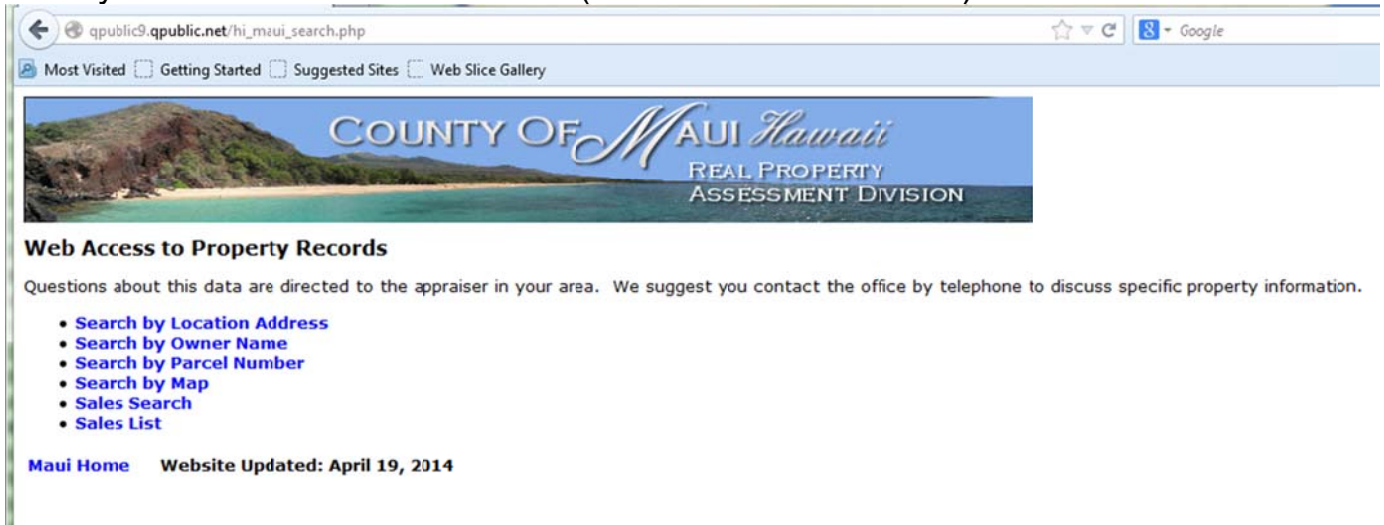 qpublic9.qpublic.net/hi_maui_search.php
Google
Most Visited Getting Started Suggested Sites Web Slice Gallery
COUNTY OF MAUI Hawaii
REAL PROPERTY
ASSESSMENT DIVISION
Web Access to Property Records
Questions about this data are directed to the appraiser in your area. We suggest you contact the office by telephone to discuss specific property information.
• Search by Location Address
• Search by Owner Name
• Search by Parcel Number
• Search by Map
• Sales Search
• Sales List
Maui Home Website Updated: April 19, 2014